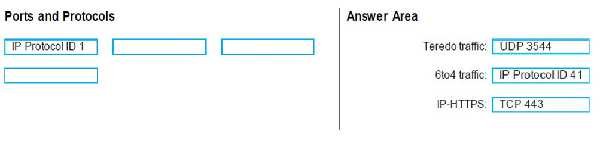 Ports and Protocols
IP Protocol ID 1
Answer Area
Teredo traffic: UDP 3544
6to4 traffic: IP Protocol ID 41
IP-HTTPS: TCP 443